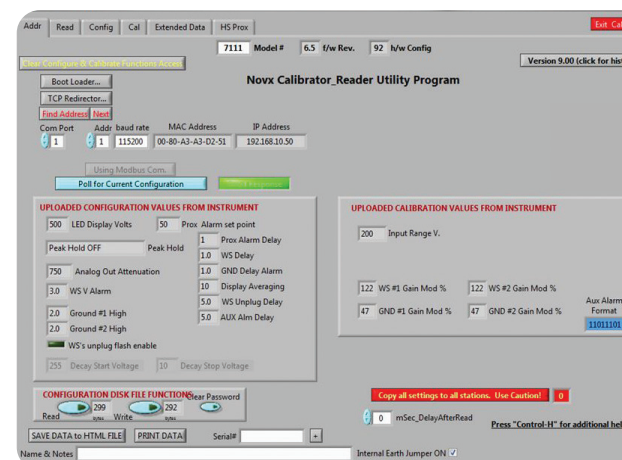 Addr Read Config Cal Extended Data HS Prox Exit Cal
7111 Model # 6.5 f/w Rev. 92 h/w Config
Clear Configure & Calibrate Functions Access Version 9.00 (click for hist
Boot Loader... Novx Calibrator_Reader Utility Program
TCP Redirector...
Find Address Next
Com Port Addr baud rate MAC Address IP Address
1 1 115200 00-80-A3-A3-D2-51 192.168.10.50
Using Modbus Com.
Poll for Current Configuration
UPLOADED CONFIGURATION VALUES FROM INSTRUMENT
500 LED Display Volts 50 Prox Alarm set point
1 Prox Alarm Delay
Peak Hold OFF Peak Hold
1.0 WS Delay
750 Analog Out Attenuation 1.0 GND Delay Alarm
3.0 WS V Alarm 10 Display Averaging
5.0 WS Unplug Delay
2.0 Ground #1 High 5.0 AUX Alm Delay
2.0 Ground #2 High
WS's unplug flash enable
255 Decay Start Voltage 10 Decay Stop Voltage
UPLOADED CALIBRATION VALUES FROM INSTRUMENT
200 Input Range V.
122 WS #1 Gain Mod % 122 WS #2 Gain Mod %
47 GND #1 Gain Mod % 47 GND #2 Gain Mod %
Aux Alarm
Format
11011101
CONFIGURATION DISK FILE FUNCTIONS Clear Password
299 292
Read bytes Write bytes
Copy all settings to all stations. Use Caution! 0
0 mSec_DelayAfterRead
Press "Control-H" for additional hel
SAVE DATA to HTML FILE PRINT DATA Serial# +
Name & Notes Internal Earth Jumper ON